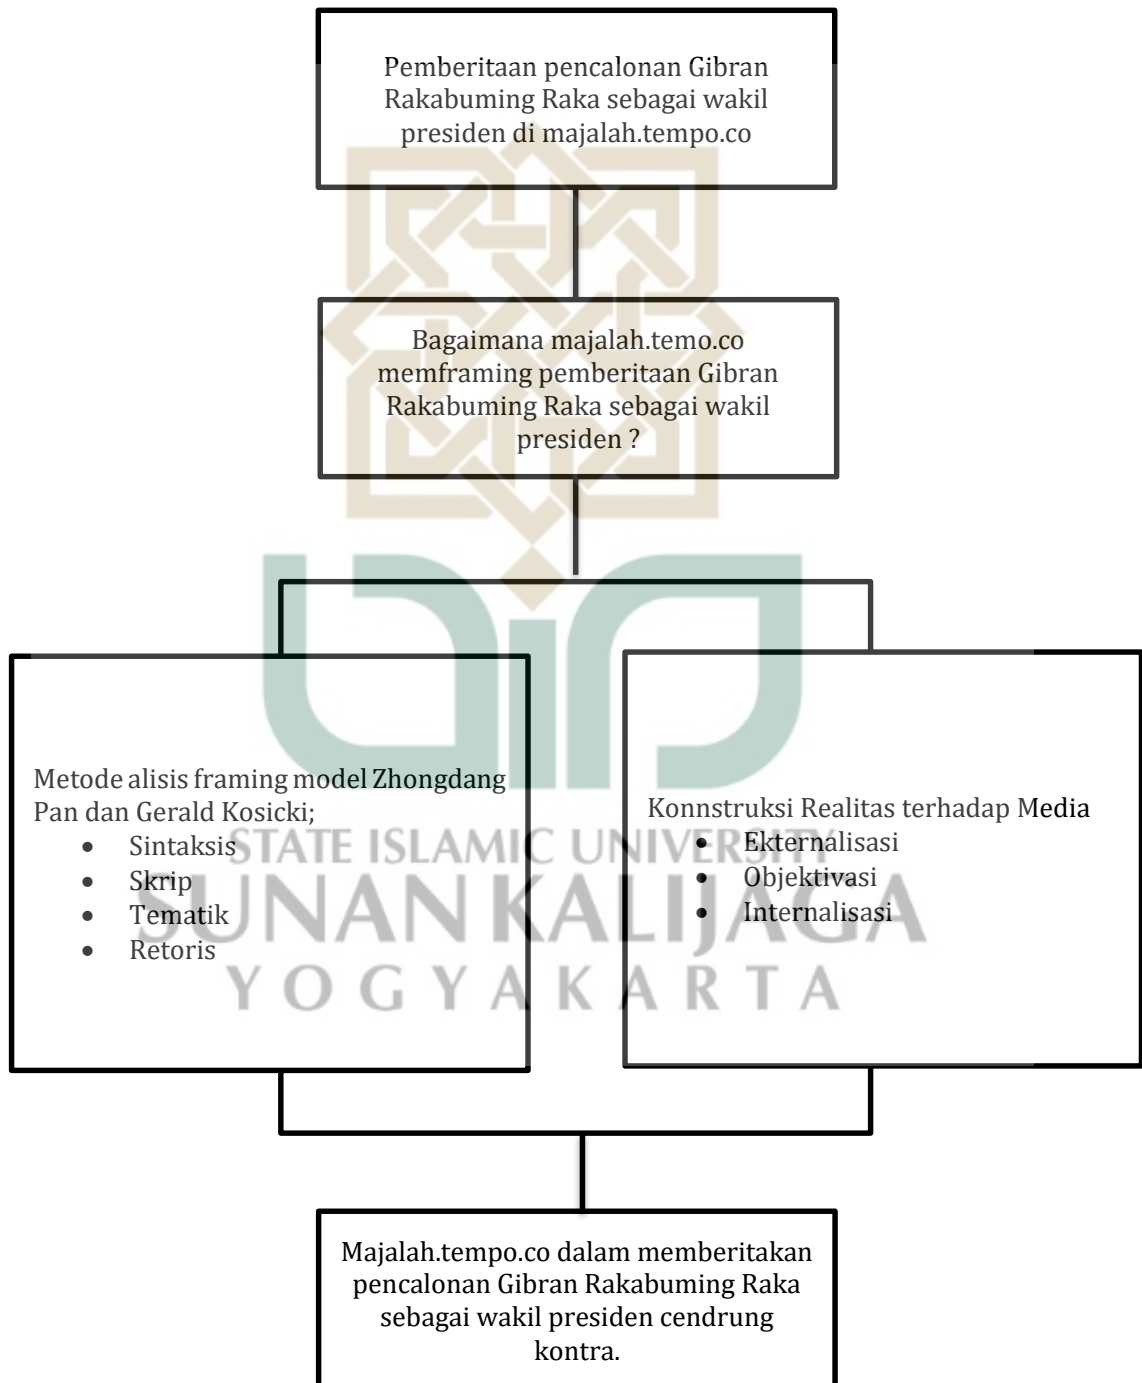 Pemberitaan pencalonan Gibran
Rakabuming Raka sebagai wakil
presiden di majalah.tempo.co
Bagaimana majalah.temo.co
memframing pemberitaan Gibran
Rakabuming Raka sebagai wakil
presiden ?
Metode alisis framing model Zhongdang
Pan dan Gerald Kosicki;
• Sintaksis
• Skrip
• Tematik
• Retoris
Konnstruksi Realitas terhadap Media
• Ekternalisasi
• Objektivasi
• Internalisasi
STATE ISLAMIC UNIVERSITY
SUNAN KALIJAGA
YOGYAKARTA
Majalah.tempo.co dalam memberitakan
pencalonan Gibran Rakabuming Raka
sebagai wakil presiden cendrung
kontra.